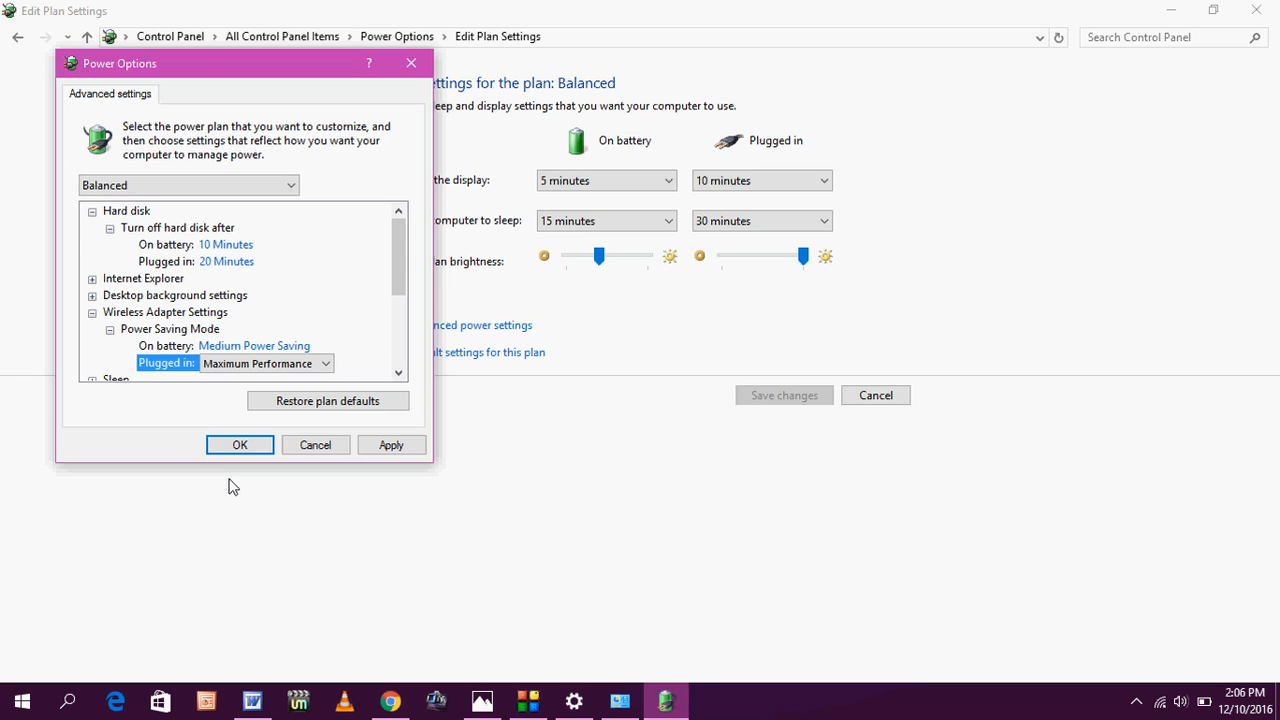 Edit Plan Settings
Control Panel
All Control Panel Items
Power Options
Edit Plan Settings
Search Control Panel
Power Options
?
Advanced settings
Select the power plan that you want to customize, and
then choose settings that reflect how you want your
computer to manage power.
Balanced
Hard disk
Turn off hard disk after
On battery: 10 Minutes
Plugged in: 20 Minutes
Internet Explorer
Desktop background settings
Wireless Adapter Settings
Power Saving Mode
On battery: Medium Power Saving
Plugged in: Maximum Performance
Sleep
Restore plan defaults
OK
Cancel
Apply
ettings for the plan: Balanced
eep and display settings that you want your computer to use.
On battery
Plugged in
the display:
5 minutes
10 minutes
computer to sleep:
15 minutes
30 minutes
an brightness:
nced power settings
ult settings for this plan
Save changes
Cancel
2:06 PM
12/10/2016